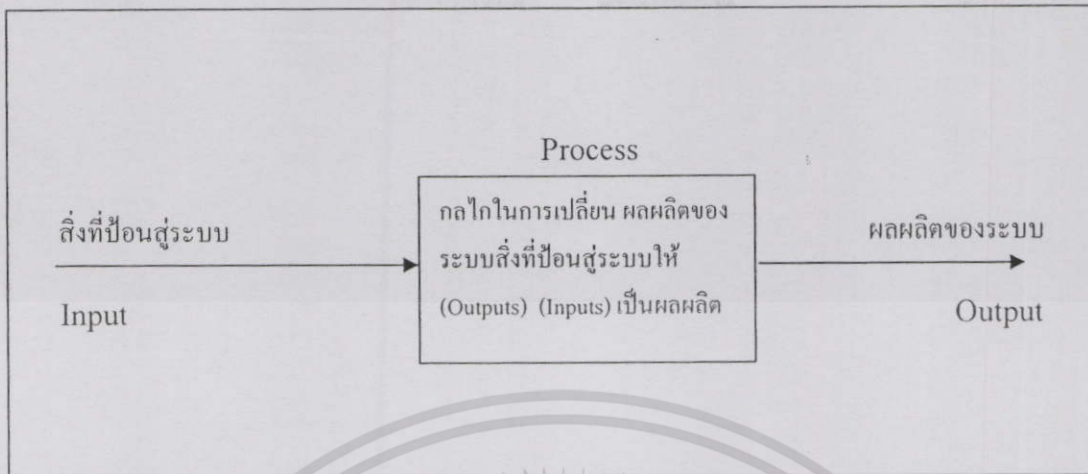 Process
สิ่งที่ป้อนสู่ระบบ
Input
กลไกในการเปลี่ยน ผลผลิตของ
ระบบสิ่งที่ป้อนสู่ระบบให้
(Outputs) (Inputs) เป็นผลผลิต
ผลผลิตของระบบ
Output